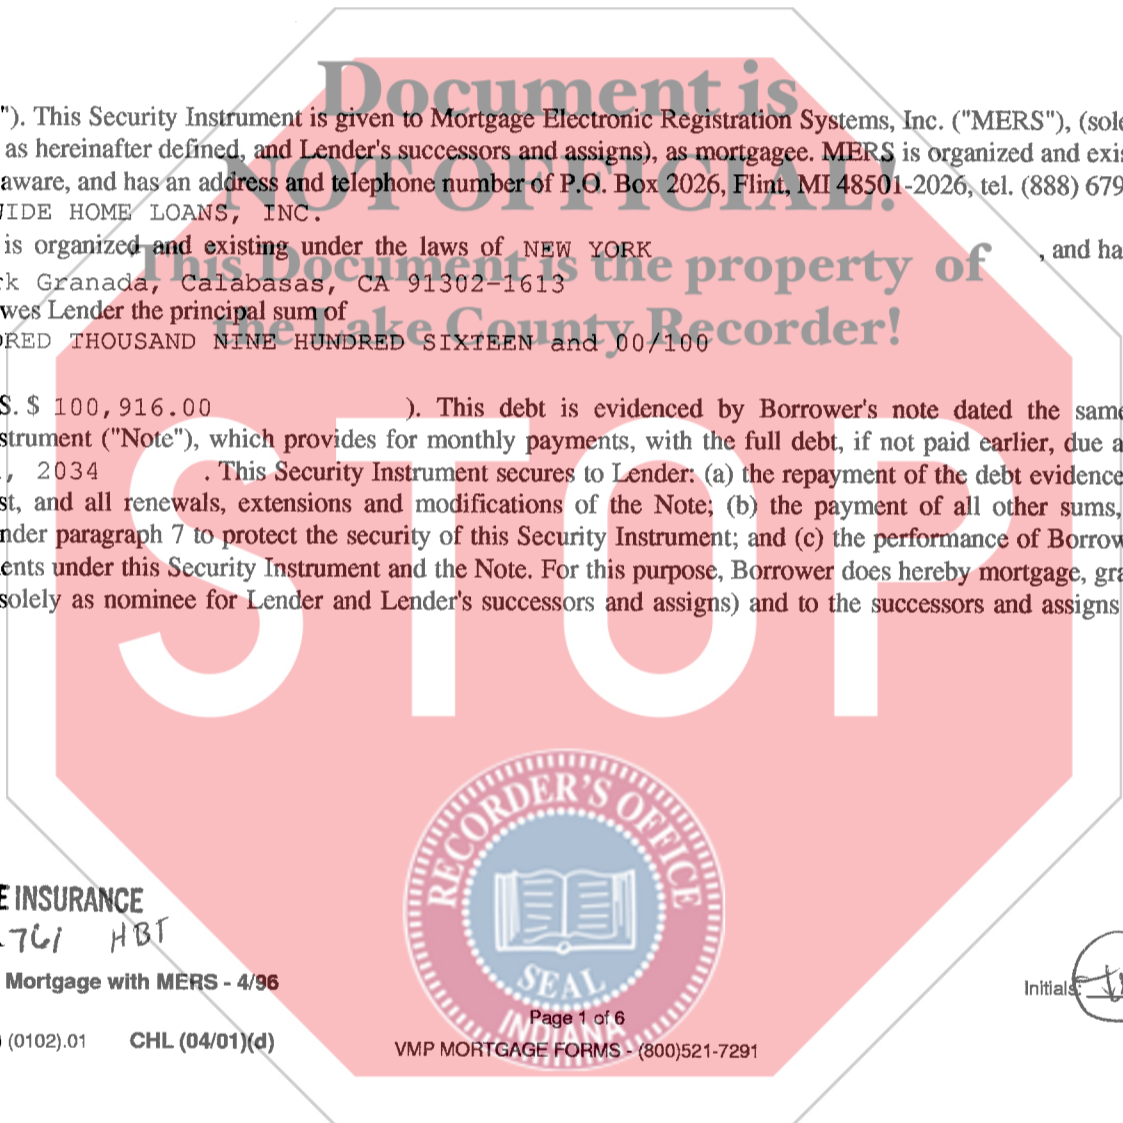 Document is
"). This Security Instrument is given to Mortgage Electronic Registration Systems, Inc. ("MERS"), (sole
as hereinafter defined, and Lender's successors and assigns), as mortgagee. MERS is organized and exis
NOT OFFICIAL!
aware, and has an address and telephone number of P.O. Box 2026, Flint, MI 48501-2026, tel. (888) 679
WIDE HOME LOANS, INC.
is organized and existing under the laws of NEW YORK , and ha
This Document is the property of
rk Granada, Calabasas, CA 91302-1613
wes Lender the principal sum of
the Lake County Recorder!
DRED THOUSAND NINE HUNDRED SIXTEEN and 00/100
S. $ 100,916.00 ). This debt is evidenced by Borrower's note dated the same
strument ("Note"), which provides for monthly payments, with the full debt, if not paid earlier, due a
, 2034 . This Security Instrument secures to Lender: (a) the repayment of the debt evidence
st, and all renewals, extensions and modifications of the Note; (b) the payment of all other sums,
nder paragraph 7 to protect the security of this Security Instrument; and (c) the performance of Borrow
ents under this Security Instrument and the Note. For this purpose, Borrower does hereby mortgage, gra
solely as nominee for Lender and Lender's successors and assigns) and to the successors and assigns
STOP
RECORDER'S OFFICE
SEAL
INDIANA
E INSURANCE
761 HBT
Mortgage with MERS - 4/96
Initials:
Page 1 of 6
) (0102).01 CHL (04/01)(d)
VMP MORTGAGE FORMS - (800)521-7291